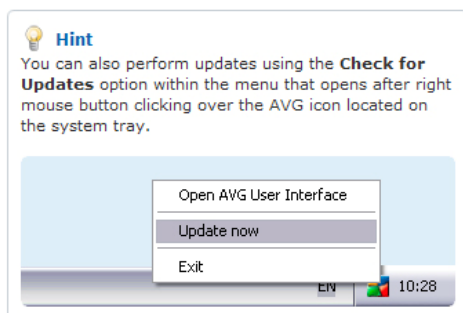 Hint
You can also perform updates using the Check for
Updates option within the menu that opens after right
mouse button clicking over the AVG icon located on
the system tray.
Open AVG User Interface
Update now
Exit
EN 10:28